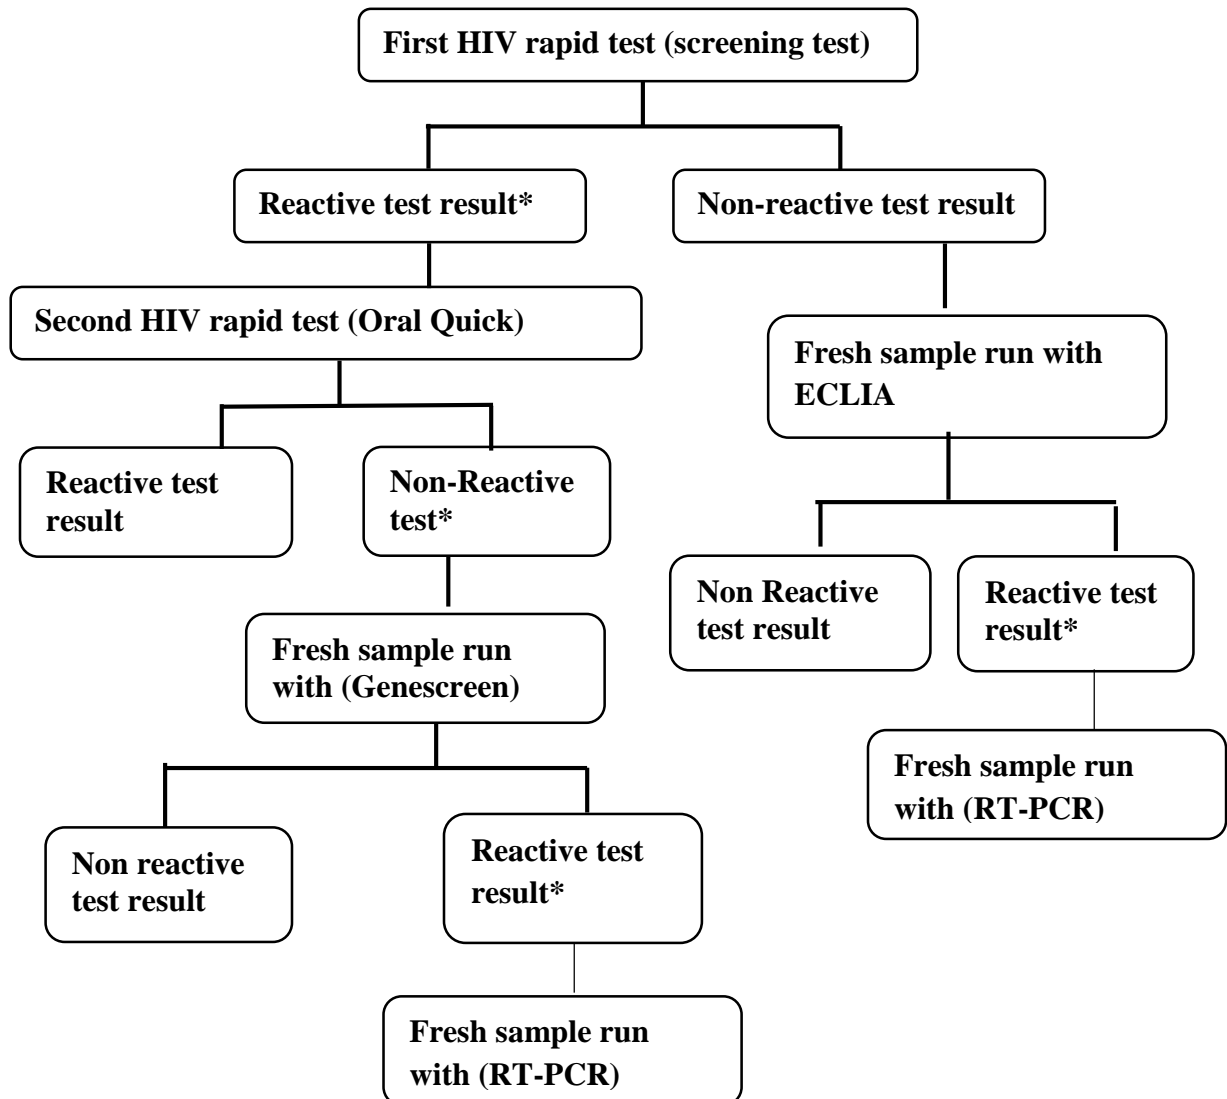 First HIV rapid test (screening test)
Reactive test result*
Non-reactive test result
Second HIV rapid test (Oral Quick)
Fresh sample run with
ECLIA
Reactive test
result
Non-Reactive
test*
Non Reactive
test result
Reactive test
result*
Fresh sample run
with (Genescreen)
Fresh sample run
with (RT-PCR)
Non reactive
test result
Reactive test
result*
Fresh sample run
with (RT-PCR)